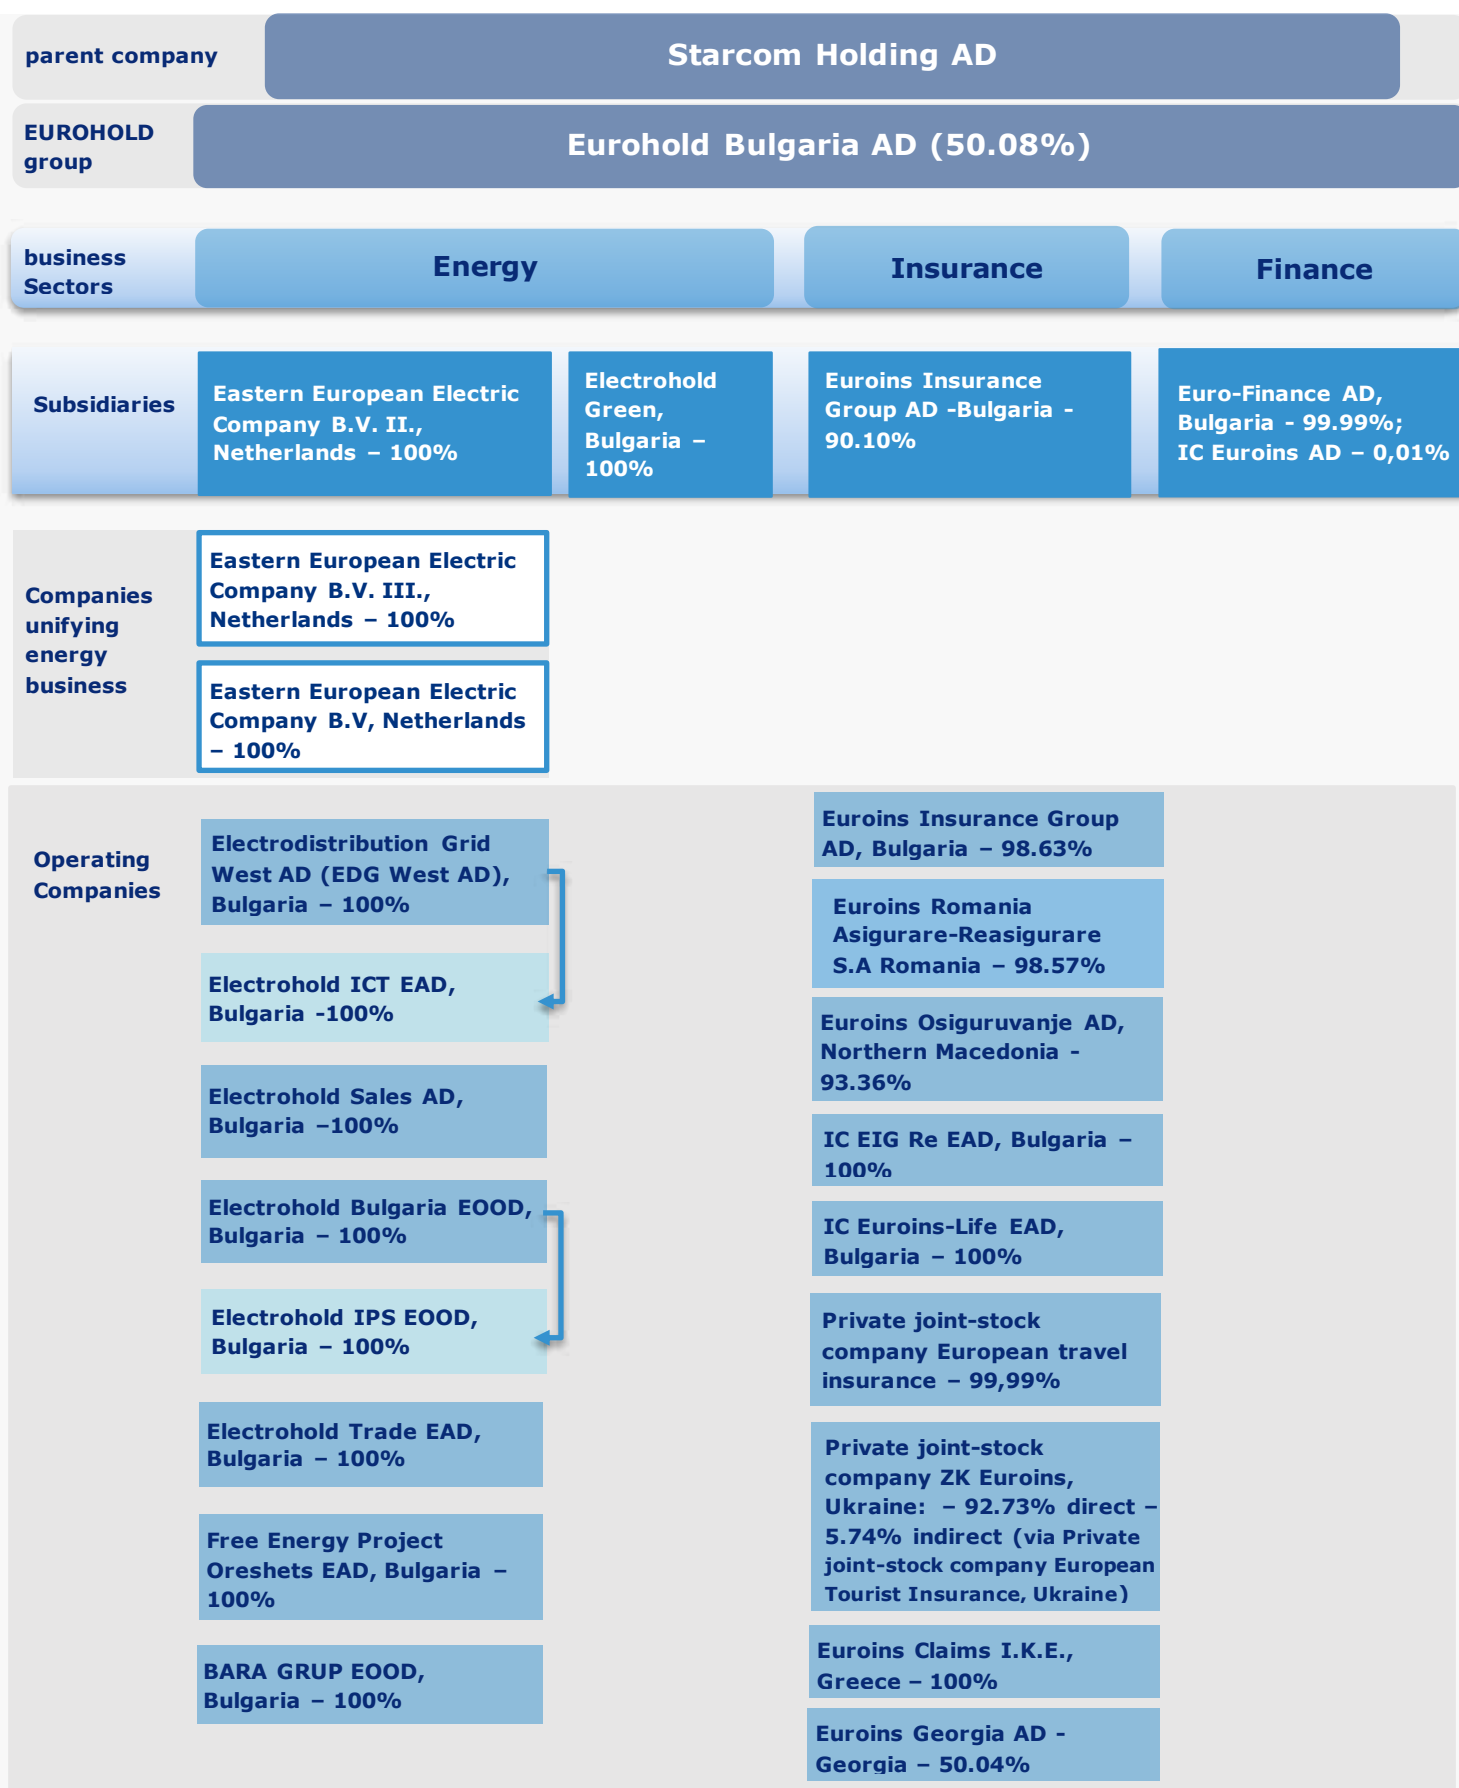 parent company
Starcom Holding AD
EUROHOLD
group
Eurohold Bulgaria AD (50.08%)
business
Sectors
Energy
Insurance
Finance
Subsidiaries
Eastern European Electric
Company B.V. II.,
Netherlands – 100%
Electrohold
Green,
Bulgaria –
100%
Euroins Insurance
Group AD -Bulgaria -
90.10%
Euro-Finance AD,
Bulgaria - 99.99%;
IC Euroins AD – 0,01%
Companies
unifying
energy
business
Eastern European Electric
Company B.V. III.,
Netherlands – 100%
Eastern European Electric
Company B.V, Netherlands
– 100%
Operating
Companies
Electrodistribution Grid
West AD (EDG West AD),
Bulgaria – 100%
Electrohold ICT EAD,
Bulgaria -100%
Electrohold Sales AD,
Bulgaria –100%
Electrohold Bulgaria EOOD,
Bulgaria – 100%
Electrohold IPS EOOD,
Bulgaria – 100%
Electrohold Trade EAD,
Bulgaria – 100%
Free Energy Project
Oreshets EAD, Bulgaria –
100%
BARA GRUP EOOD,
Bulgaria – 100%
Euroins Insurance Group
AD, Bulgaria – 98.63%
Euroins Romania
Asigurare-Reasigurare
S.A Romania – 98.57%
Euroins Osiguruvanje AD,
Northern Macedonia -
93.36%
IC EIG Re EAD, Bulgaria –
100%
IC Euroins-Life EAD,
Bulgaria – 100%
Private joint-stock
company European travel
insurance – 99,99%
Private joint-stock
company ZK Euroins,
Ukraine: – 92.73% direct –
5.74% indirect (via Private
joint-stock company European
Tourist Insurance, Ukraine)
Euroins Claims I.K.E.,
Greece – 100%
Euroins Georgia AD -
Georgia – 50.04%